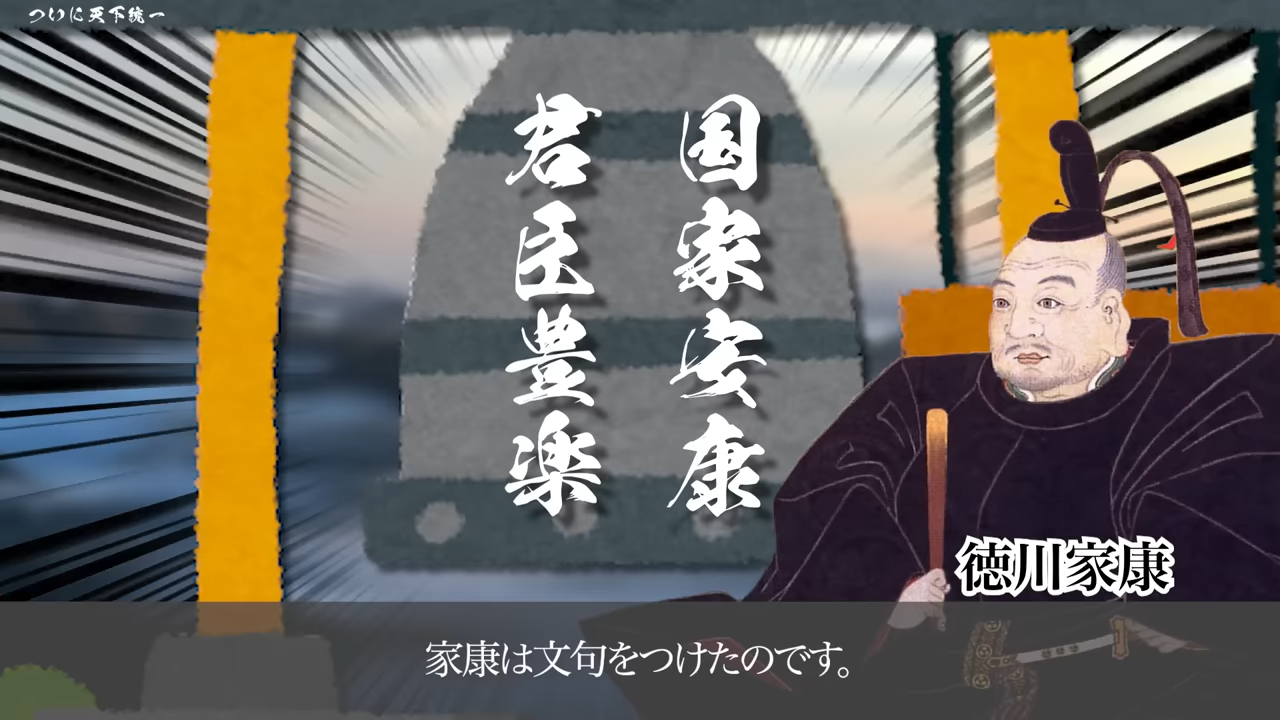 ついに天下統一
国家安康
君臣豊楽
徳川家康
家康は文句をつけたのです。